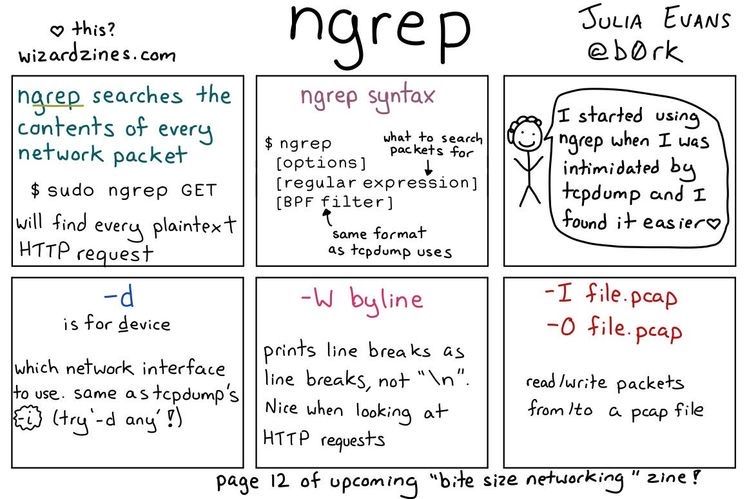 ♡ this?
wizardzines.com
ngrep
JULIA EVANS
@b0rk
ngrep searches the
contents of every
network packet
$ sudo ngrep GET
will find every plaintext
HTTP request
ngrep syntax
$ ngrep
[options]
[regular expression]
[BPF filter]
what to search
packets for
same format
as tcpdump uses
I started using
ngrep when I was
intimidated by
tcpdump and I
found it easier♡
-d
is for device
which network interface
to use. same as tcpdump's
-i (try '-d any'!)
-W byline
prints line breaks as
line breaks, not "\n".
Nice when looking at
HTTP requests
-I file.pcap
-O file.pcap
read/write packets
from/to a pcap file
page 12 of upcoming "bite size networking" zine!